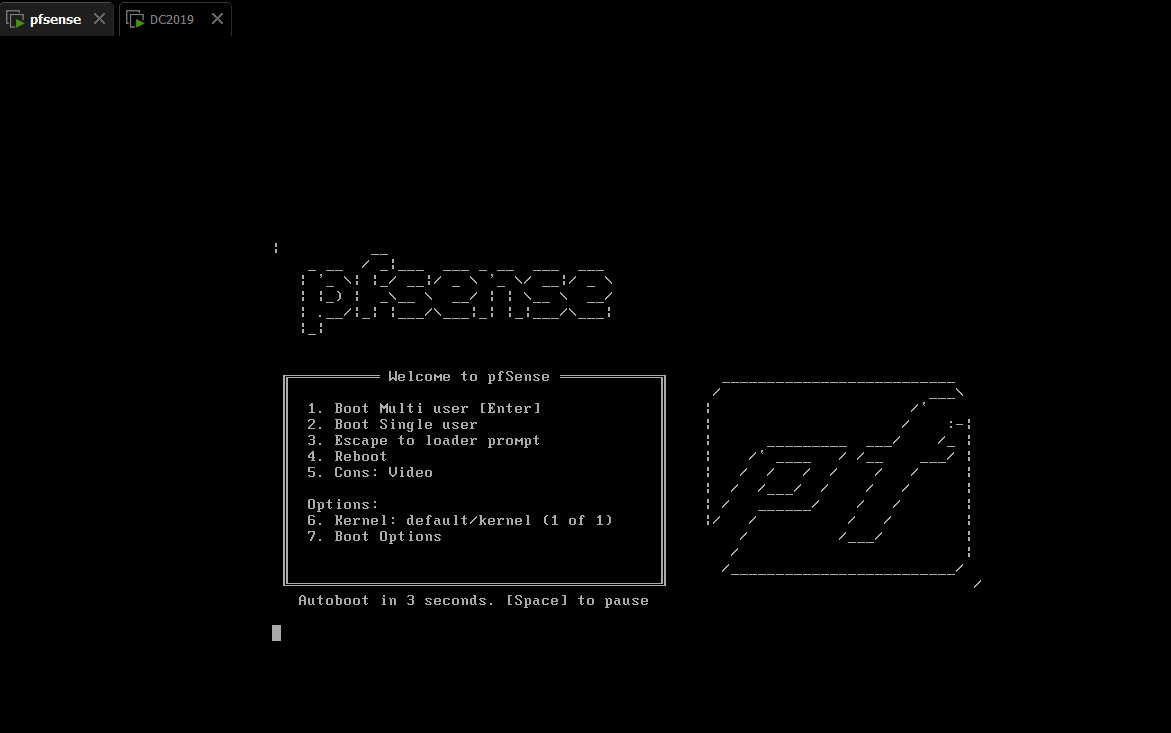 pfsense
DC2019
pfsense
Welcome to pfSense
1. Boot Multi user [Enter]
2. Boot Single user
3. Escape to loader prompt
4. Reboot
5. Cons: Video
Options:
6. Kernel: default/kernel (1 of 1)
7. Boot Options
Autoboot in 3 seconds. [Space] to pause
pf